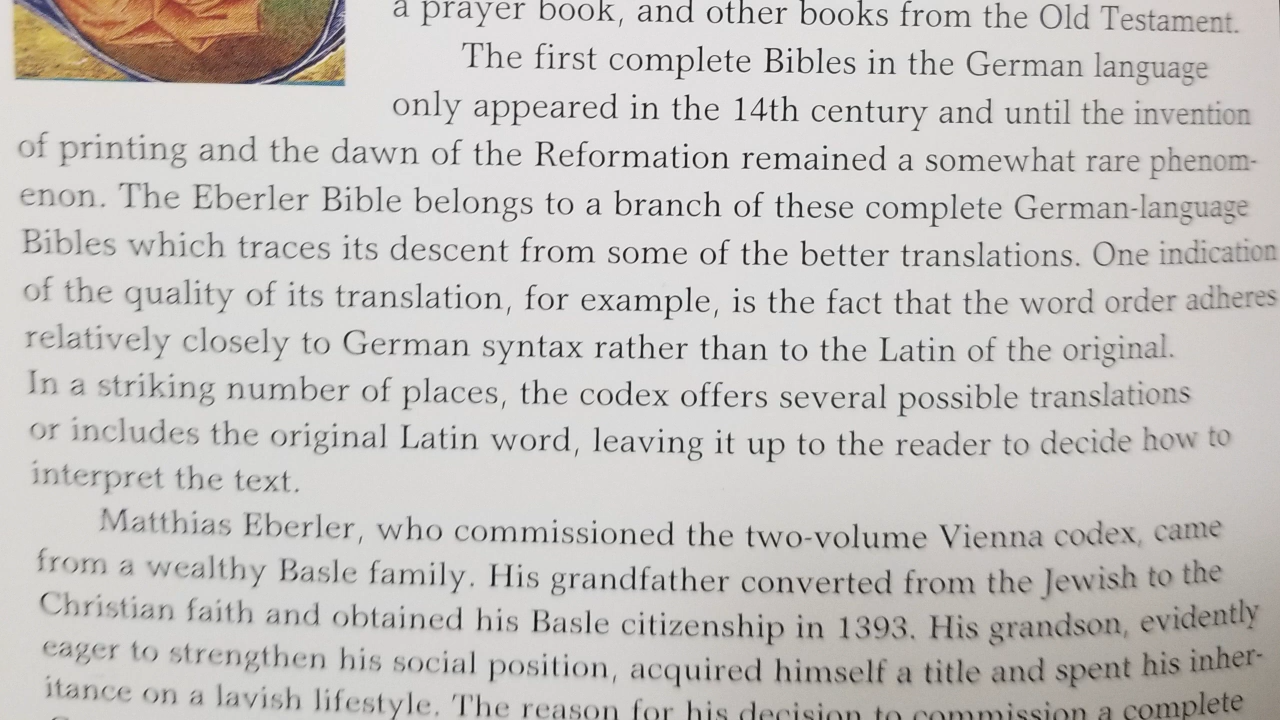 a prayer book, and other books from the Old Testament.
The first complete Bibles in the German language
only appeared in the 14th century and until the invention
of printing and the dawn of the Reformation remained a somewhat rare phenom-
enon. The Eberler Bible belongs to a branch of these complete German-language
Bibles which traces its descent from some of the better translations. One indication
of the quality of its translation, for example, is the fact that the word order adheres
relatively closely to German syntax rather than to the Latin of the original.
In a striking number of places, the codex offers several possible translations
or includes the original Latin word, leaving it up to the reader to decide how to
interpret the text.
Matthias Eberler, who commissioned the two-volume Vienna codex, came
from a wealthy Basle family. His grandfather converted from the Jewish to the
Christian faith and obtained his Basle citizenship in 1393. His grandson, evidently
eager to strengthen his social position, acquired himself a title and spent his inher-
itance on a lavish lifestyle. The reason for his decision to commission a complete